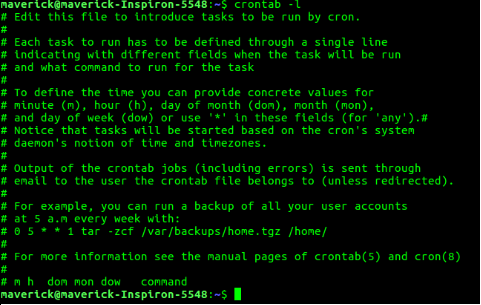 maverick@maverick-Inspiron-5548:~$ crontab -l
# Edit this file to introduce tasks to be run by cron.
#
# Each task to run has to be defined through a single line
# indicating with different fields when the task will be run
# and what command to run for the task
#
# To define the time you can provide concrete values for
# minute (m), hour (h), day of month (dom), month (mon),
# and day of week (dow) or use '*' in these fields (for 'any').#
# Notice that tasks will be started based on the cron's system
# daemon's notion of time and timezones.
#
# Output of the crontab jobs (including errors) is sent through
# email to the user the crontab file belongs to (unless redirected).
#
# For example, you can run a backup of all your user accounts
# at 5 a.m every week with:
# 0 5 * * 1 tar -zcf /var/backups/home.tgz /home/
#
# For more information see the manual pages of crontab(5) and cron(8)
#
# m h  dom mon dow   command
maverick@maverick-Inspiron-5548:~$